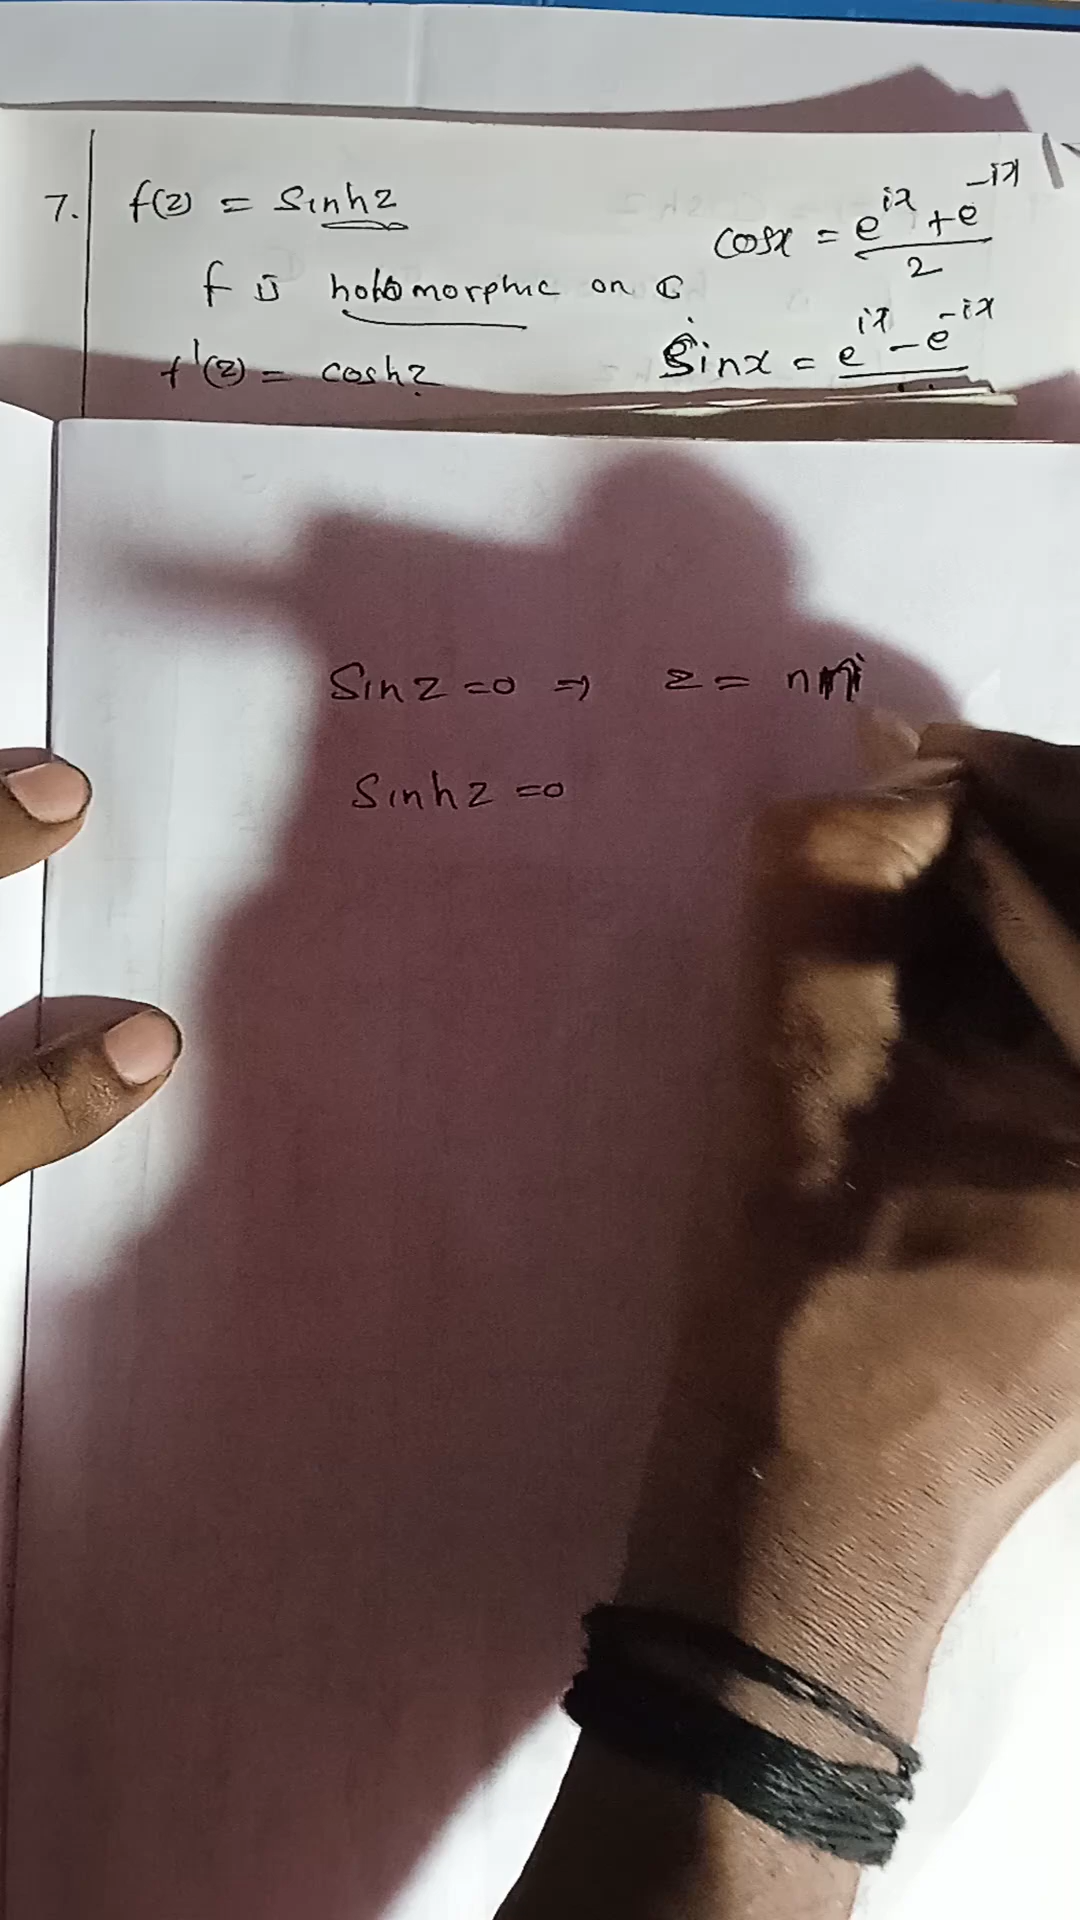 7. f(z) = Sinhz
cosx = e^ix + e^-ix / 2
f is holomorphic on ℂ
Sinx = e^ix - e^-ix
f'(z) = coshz
Sinz = 0 ⇒ z = n
Sinhz = 0